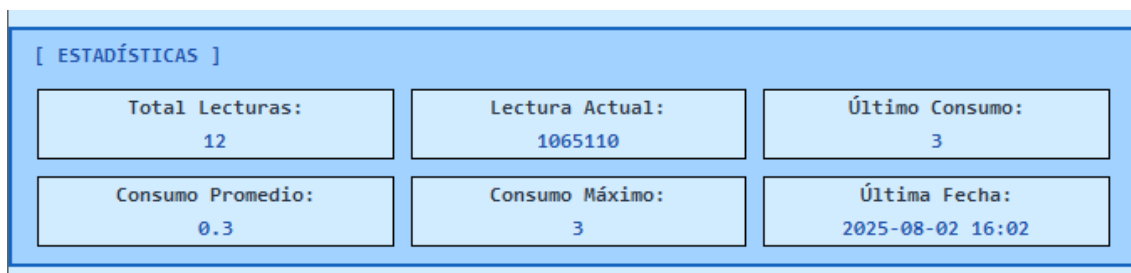 [ ESTADÍSTICAS ]
Total Lecturas:
12
Lectura Actual:
1065110
Último Consumo:
3
Consumo Promedio:
0.3
Consumo Máximo:
3
Última Fecha:
2025-08-02 16:02